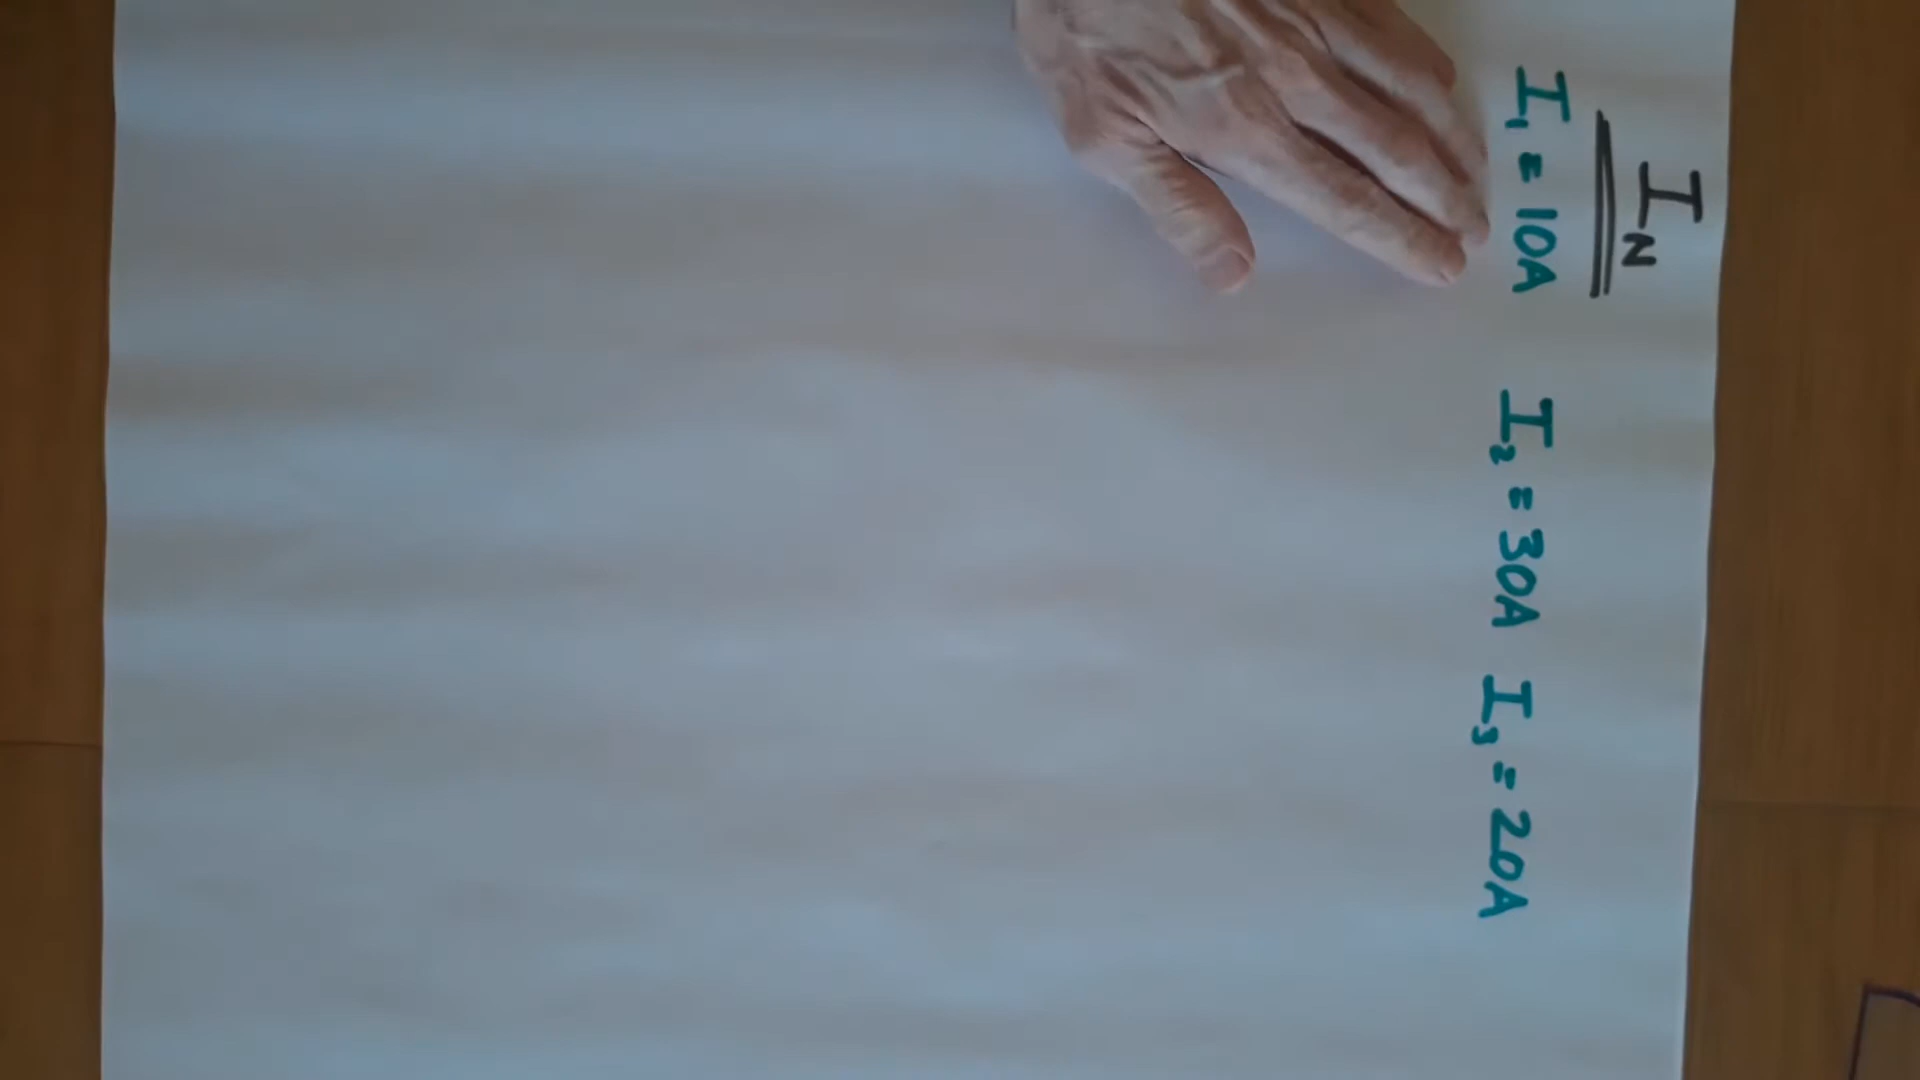 I_N
I₁ = 10A I₂ = 30A I₃ = 20A